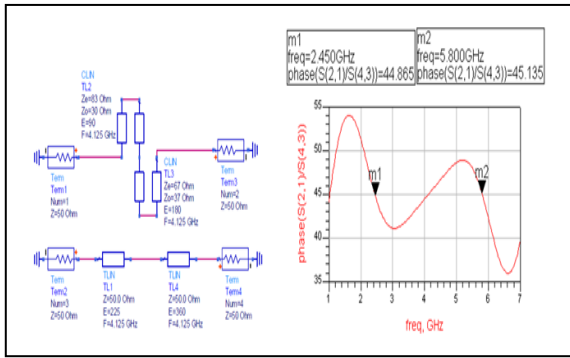 CLIN
TL2
Ze=83 Ohm
Zo=30 Ohm
E=90
F=4.125 GHz
Term
Term1
Num=1
Z=50 Ohm
CLIN
TL3
Ze=67 Ohm
Zo=37 Ohm
E=180
F=4.125 GHz
Term
Term3
Num=2
Z=50 Ohm
Term
Term2
Num=3
Z=50 Ohm
TLIN
TL1
Z=50.0 Ohm
E=225
F=4.125 GHz
TLIN
TL4
Z=50.0 Ohm
E=360
F=4.125 GHz
Term
Term4
Num=4
Z=50 Ohm
m1
freq=2.450GHz
phase(S(2,1)/S(4,3))=44.865
m2
freq=5.800GHz
phase(S(2,1)/S(4,3))=45.135
phase(S(2,1)/S(4,3))
55
50
45
40
35
m1
m2
1 2 3 4 5 6 7
freq, GHz